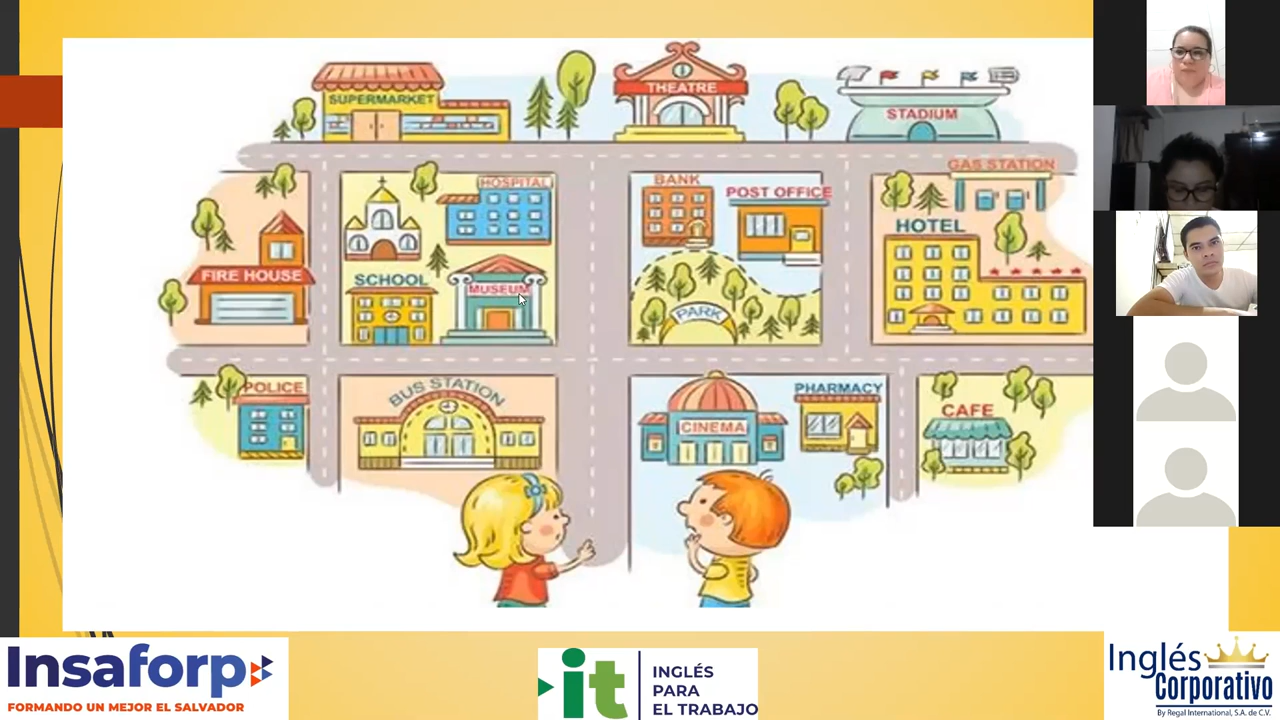 SUPERMARKET
THEATRE
STADIUM
GAS STATION
HOSPITAL
BANK
POST OFFICE
HOTEL
FIRE HOUSE
SCHOOL
MUSEUM
PARK
POLICE
BUS STATION
CINEMA
PHARMACY
CAFE
Insaforp
FORMANDO UN MEJOR EL SALVADOR
it
INGLÉS
PARA
EL TRABAJO
Inglés
Corporativo
By Regal International, S.A. de C.V.